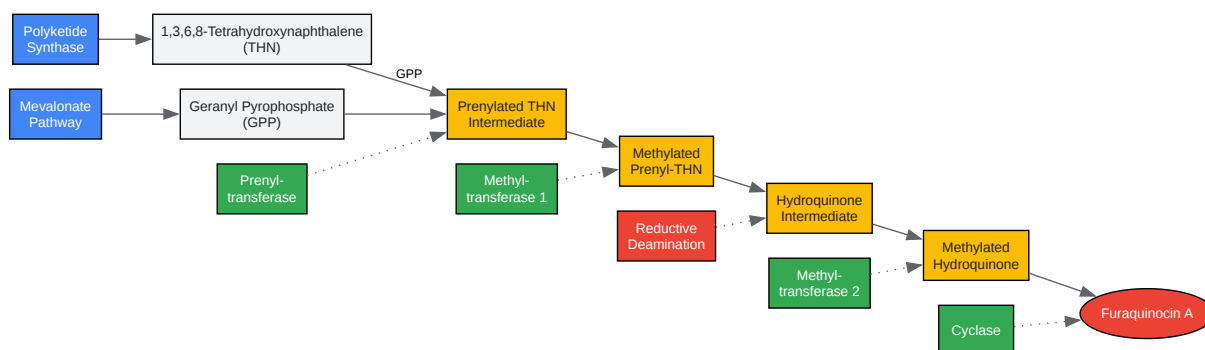 Polyketide
Synthase
1,3,6,8-Tetrahydroxynaphthalene
(THN)
GPP
Mevalonate
Pathway
Geranyl Pyrophosphate
(GPP)
Prenylated THN
Intermediate
Prenyl-
transferase
Methyl-
transferase 1
Methylated
Prenyl-THN
Reductive
Deamination
Hydroquinone
Intermediate
Methyl-
transferase 2
Methylated
Hydroquinone
Cyclase
Furaquinocin A